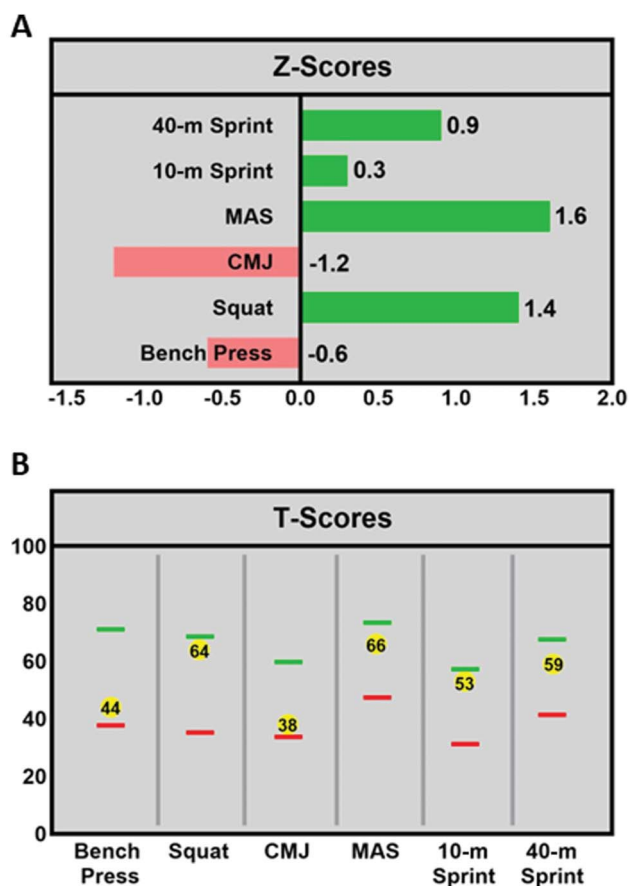 A
Z-Scores
40-m Sprint 0.9
10-m Sprint 0.3
MAS 1.6
CMJ -1.2
Squat 1.4
Bench Press -0.6
-1.5 -1.0 -0.5 0.0 0.5 1.0 1.5 2.0
B
T-Scores
100
80
60
40
20
0
44 64 38 66 53 59
Bench Squat CMJ MAS 10-m 40-m
Press Sprint Sprint